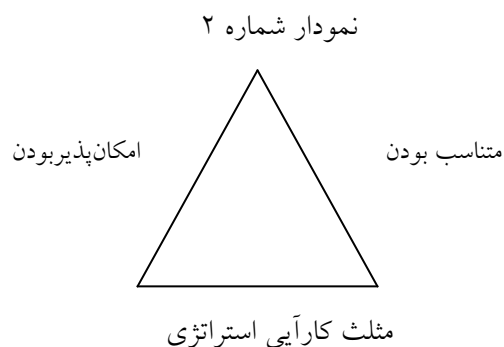 نمودار شماره ۲
متناسب بودن
امکان‌پذیربودن
مثلث کارآیی استراتژی